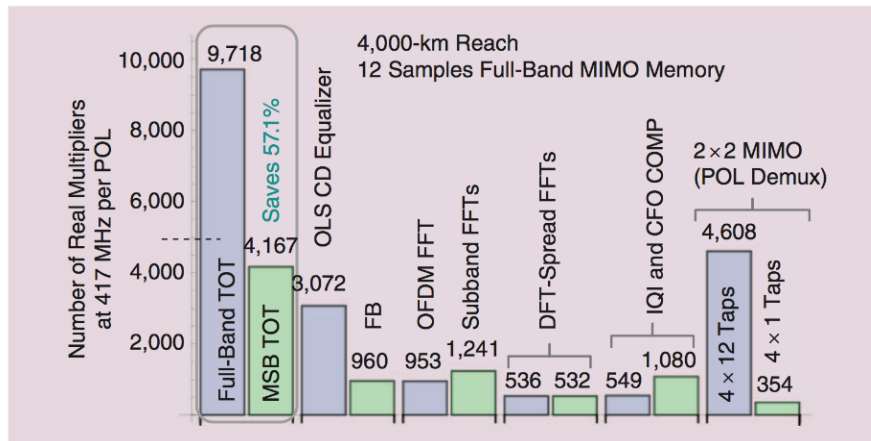 4,000-km Reach
12 Samples Full-Band MIMO Memory
Number of Real Multipliers
at 417 MHz per POL
10,000
8,000
6,000
4,000
2,000
9,718
Full-Band TOT
Saves 57.1%
4,167
MSB TOT
OLS CD Equalizer
3,072
FB
960
OFDM FFT
953
Subband FFTs
1,241
DFT-Spread FFTs
536
532
IQI and CFO COMP
549
1,080
2 × 2 MIMO
(POL Demux)
4,608
4 × 12 Taps
4 × 1 Taps
354